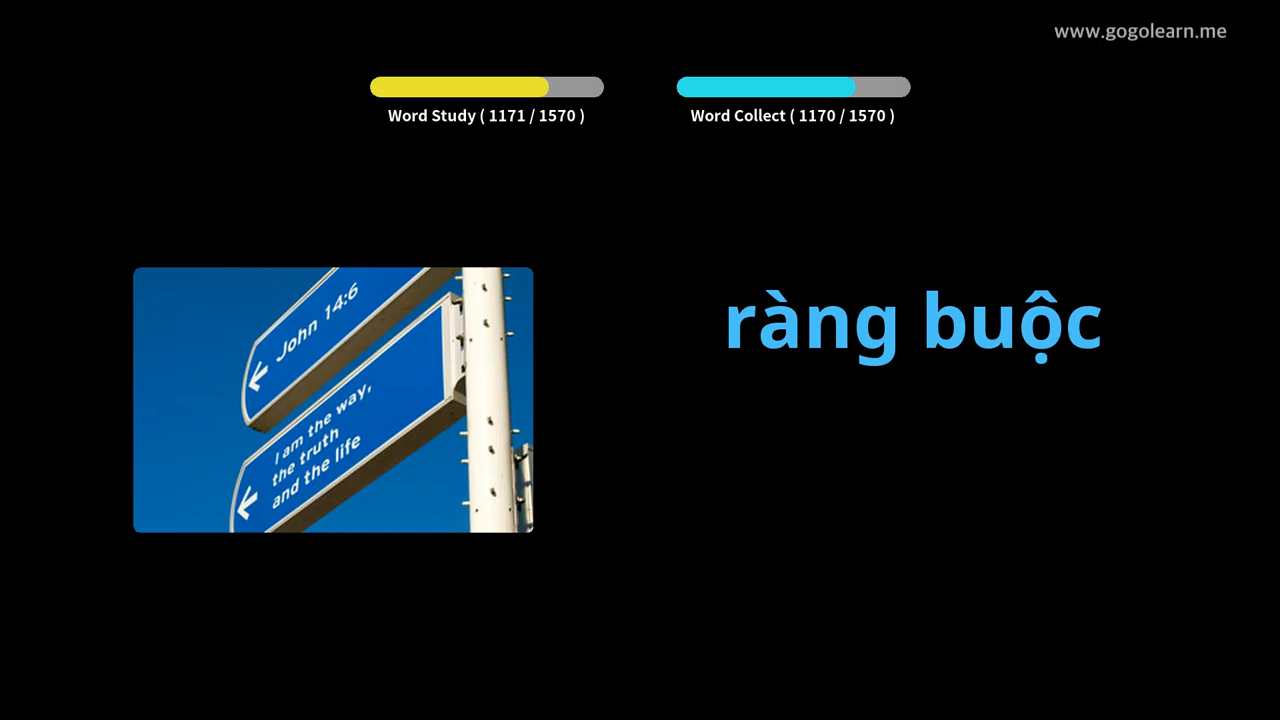 www.gogolearn.me
Word Study ( 1171 / 1570 )
Word Collect ( 1170 / 1570 )
John 14:6
I am the way,
the truth
and the life
ràng buộc